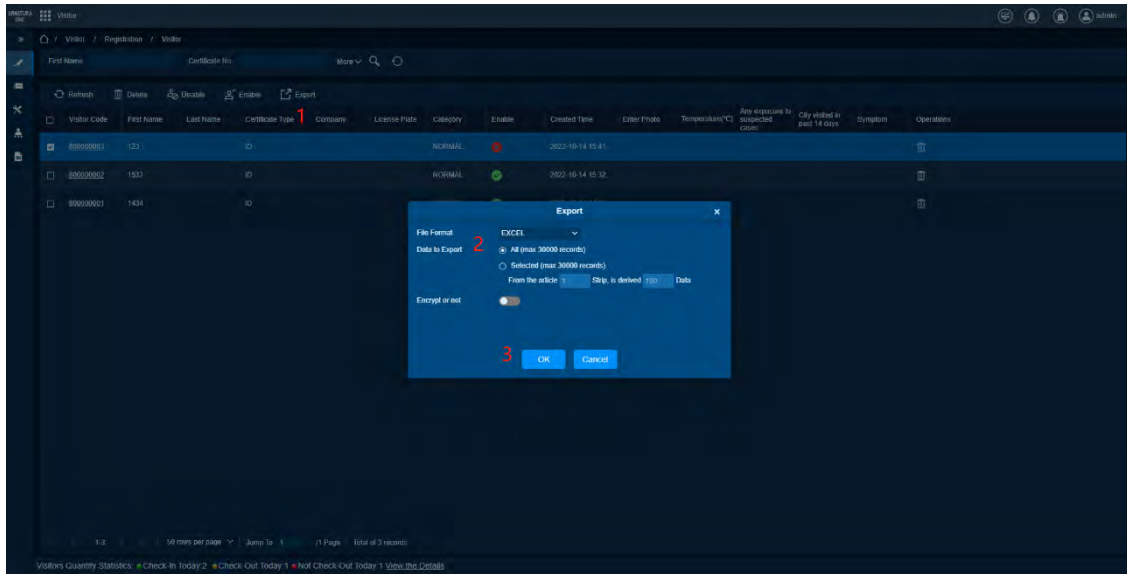 Visitor
admin
Visitor / Registration / Visitor
First Name
Certificate No.
More
Refresh
Delete
Disable
Enable
Export
1
Visitor Code
First Name
Last Name
Certificate Type
Company
License Plate
Category
Enable
Created Time
Enter Photo
Temperature(°C)
Any exposure to suspected cases
City visited in past 14 days
Symptom
Operations
800000003 123 ID NORMAL 2022-10-14 15:41
800000002 1532 ID NORMAL 2022-10-14 15:32
800000001 1434 ID
Export
File Format EXCEL
2
Data to Export All (max 30000 records)
Selected (max 30000 records)
From the article 1 Strip, is derived 100 Data
Encrypt or not
3
OK Cancel
1-3 50 rows per page Jump To 1 /1 Page Total of 3 records
Visitors Quantity Statistics: Check-In Today:2 Check-Out Today:1 Not Check-Out Today:1 View the Details